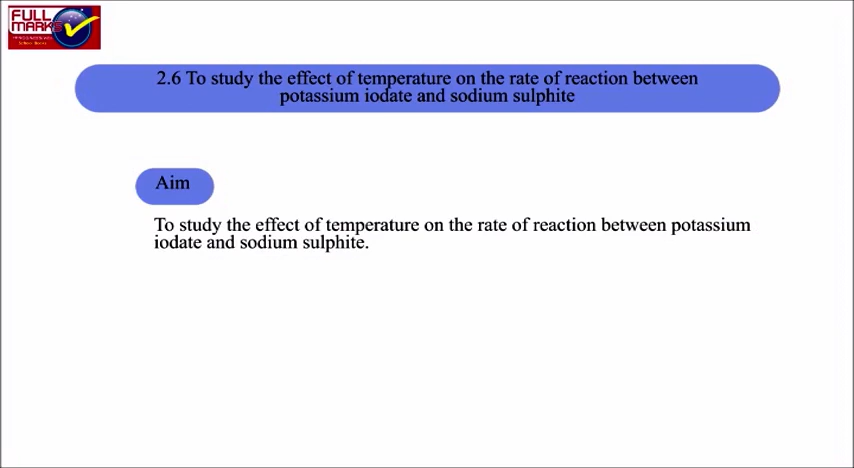 FULL
MARKS
2.6 To study the effect of temperature on the rate of reaction between
potassium iodate and sodium sulphite
Aim
To study the effect of temperature on the rate of reaction between potassium
iodate and sodium sulphite.